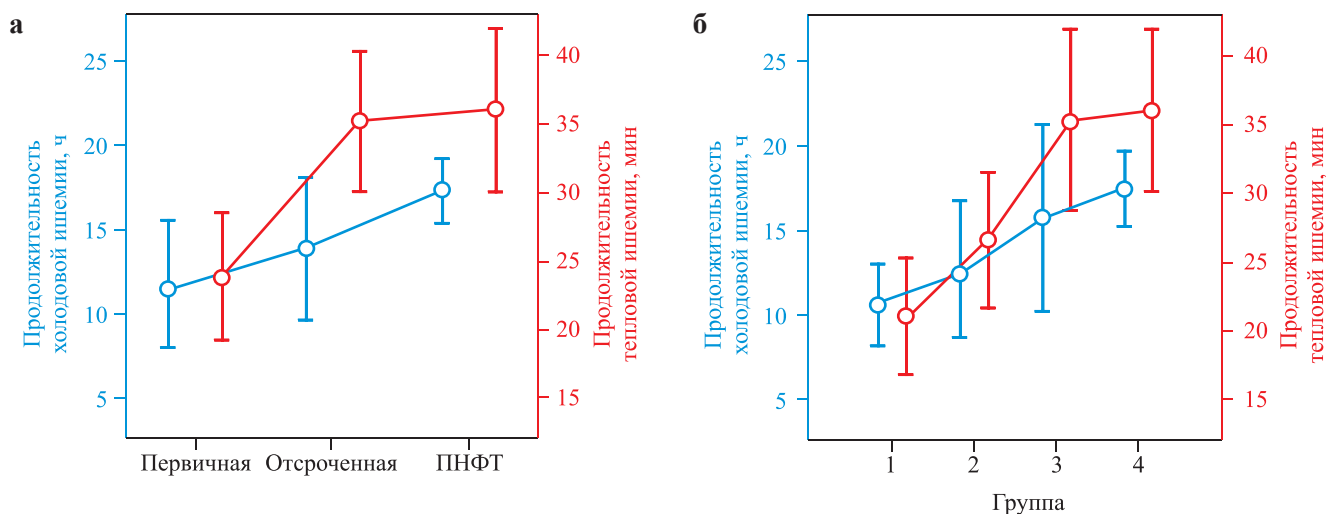 а
Продолжительность
холодовой ишемии, ч
25
20
15
10
5
40
35
30
25
20
15
Продолжительность
тепловой ишемии, мин
Первичная Отсроченная ПНФТ
б
Продолжительность
холодовой ишемии, ч
25
20
15
10
5
40
35
30
25
20
15
Продолжительность
тепловой ишемии, мин
1 2 3 4
Группа